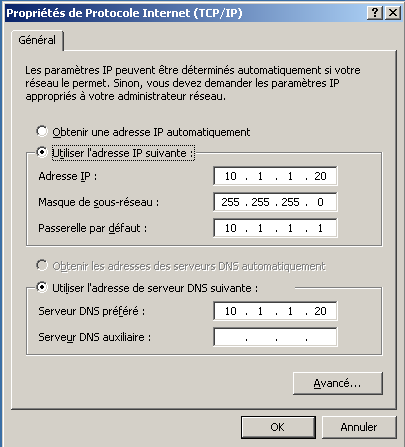 Propriétés de Protocole Internet (TCP/IP)
Général
Les paramètres IP peuvent être déterminés automatiquement si votre
réseau le permet. Sinon, vous devez demander les paramètres IP
appropriés à votre administrateur réseau.
Obtenir une adresse IP automatiquement
Utiliser l'adresse IP suivante :
Adresse IP : 10 . 1 . 1 . 20
Masque de sous-réseau : 255 . 255 . 255 . 0
Passerelle par défaut : 10 . 1 . 1 . 1
Obtenir les adresses des serveurs DNS automatiquement
Utiliser l'adresse de serveur DNS suivante :
Serveur DNS préféré : 10 . 1 . 1 . 20
Serveur DNS auxiliaire : . . .
Avancé...
OK Annuler